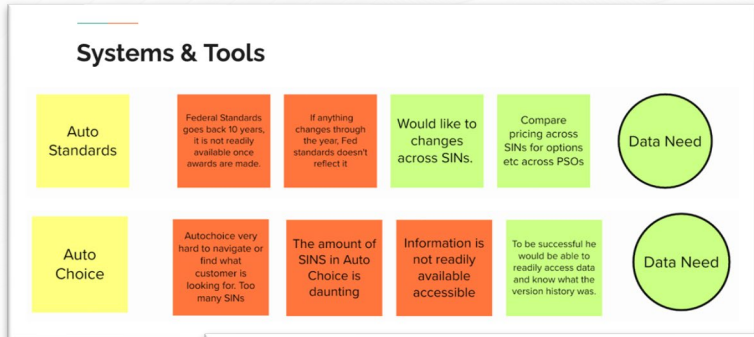 Systems & Tools
Auto
Standards
Federal Standards
goes back 10 years,
it is not readily
available once
awards are made.
If anything
changes through
the year, Fed
standards doesn't
reflect it
Would like to
changes
across SINs.
Compare
pricing across
SINs for options
etc across PSOs
Data Need
Auto
Choice
Autochoice very
hard to navigate or
find what
customer is
looking for. Too
many SINs
The amount of
SINS in Auto
Choice is
daunting
Information is
not readily
available
accessible
To be successful he
would be able to
readily access data
and know what the
version history was.
Data Need